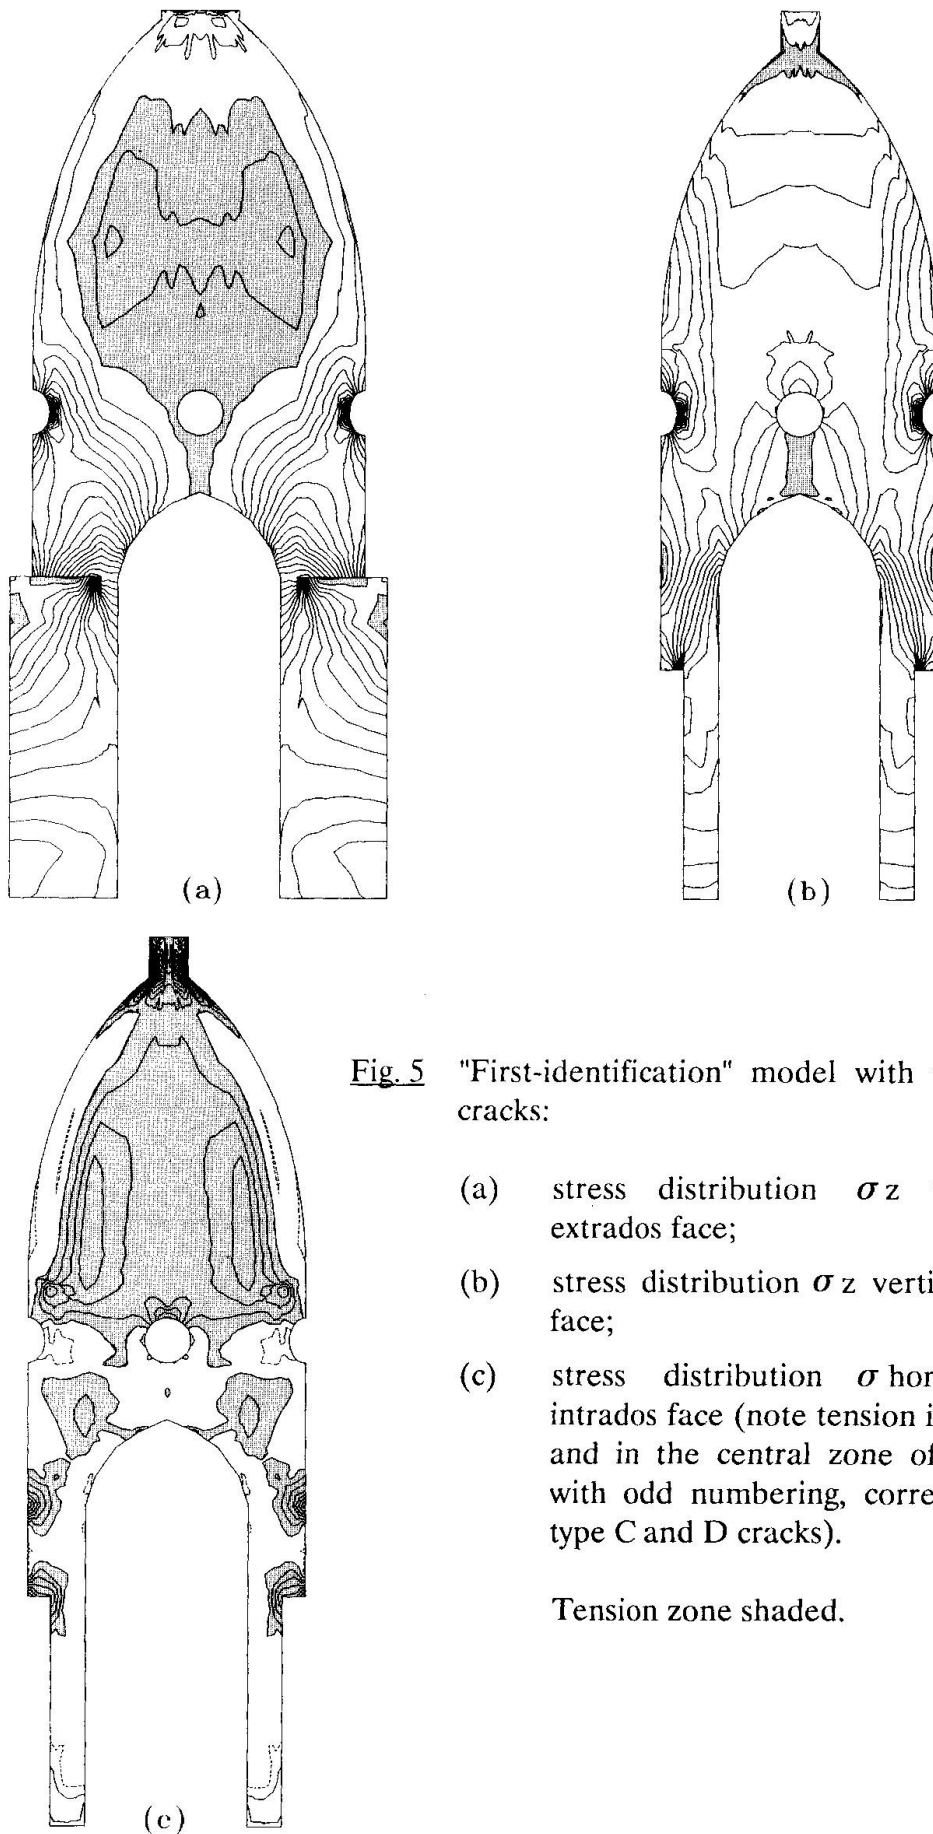 (a)
(b)
Fig. 5 "First-identification" model with
cracks:
(a) stress distribution σz
extrados face;
(b) stress distribution σz verti
face;
(c) stress distribution σ hor
intrados face (note tension i
and in the central zone of
with odd numbering, corre
type C and D cracks).
Tension zone shaded.
(c)